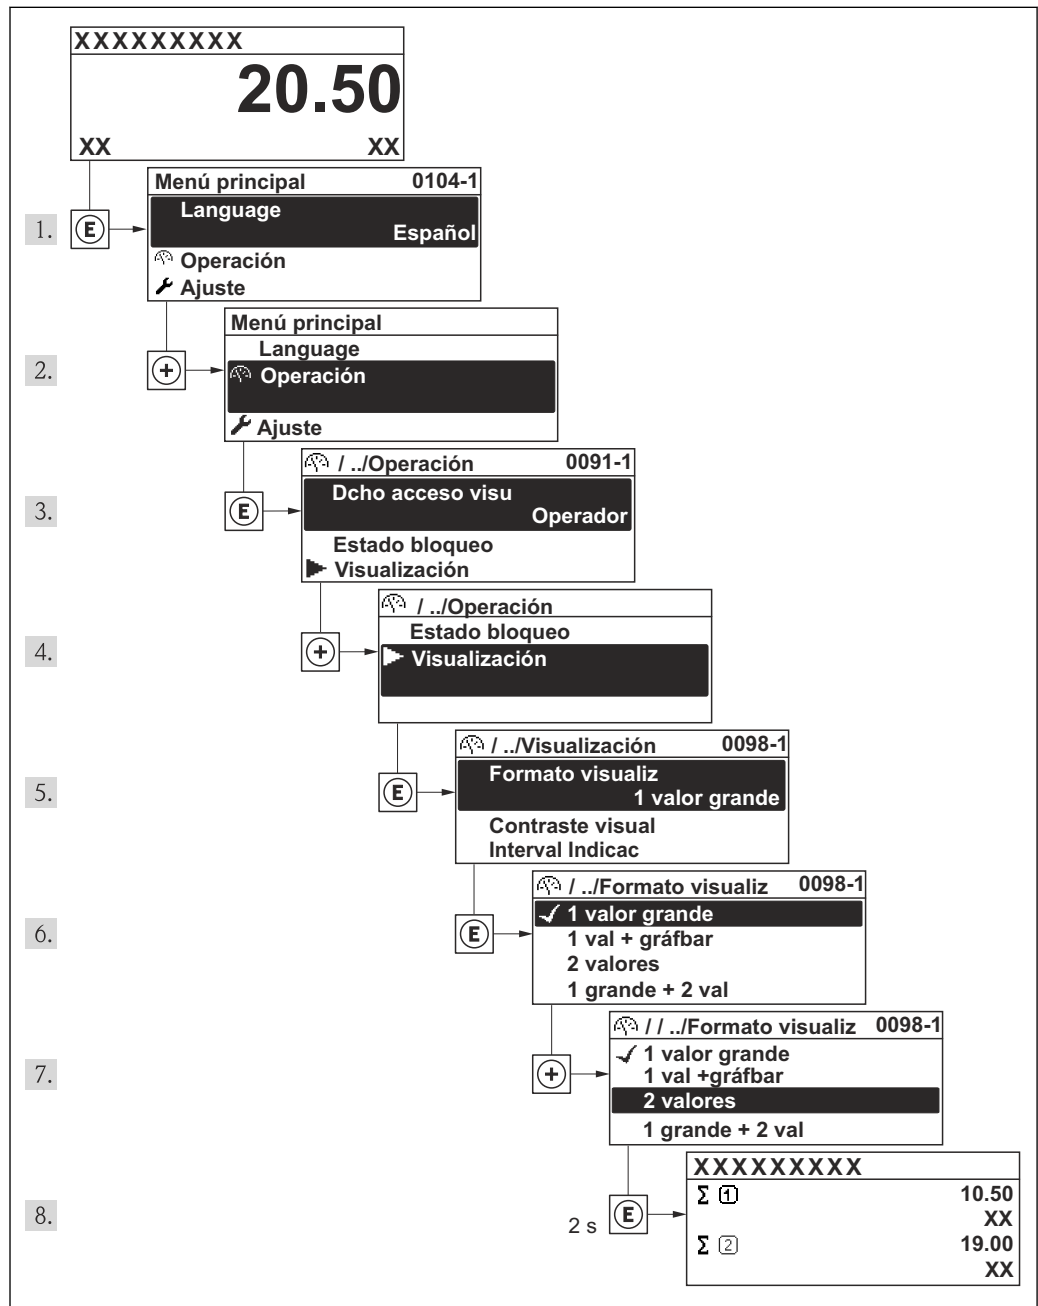 XXXXXXXXX
20.50
XX XX
Menú principal 0104-1
Language
1. E Español
Operación
Ajuste
Menú principal
Language
2. + Operación
Ajuste
/ ../Operación 0091-1
Dcho acceso visu
3. E Operador
Estado bloqueo
Visualización
/ ../Operación
Estado bloqueo
4. + Visualización
/ ../Visualización 0098-1
Formato visualiz
5. E 1 valor grande
Contraste visual
Interval Indicac
/ ../Formato visualiz 0098-1
1 valor grande
6. E 1 val + gráfbar
2 valores
1 grande + 2 val
/ / ../Formato visualiz 0098-1
1 valor grande
7. + 1 val +gráfbar
2 valores
1 grande + 2 val
XXXXXXXXX
Σ 1 10.50
8. 2 s E XX
Σ 2 19.00
XX